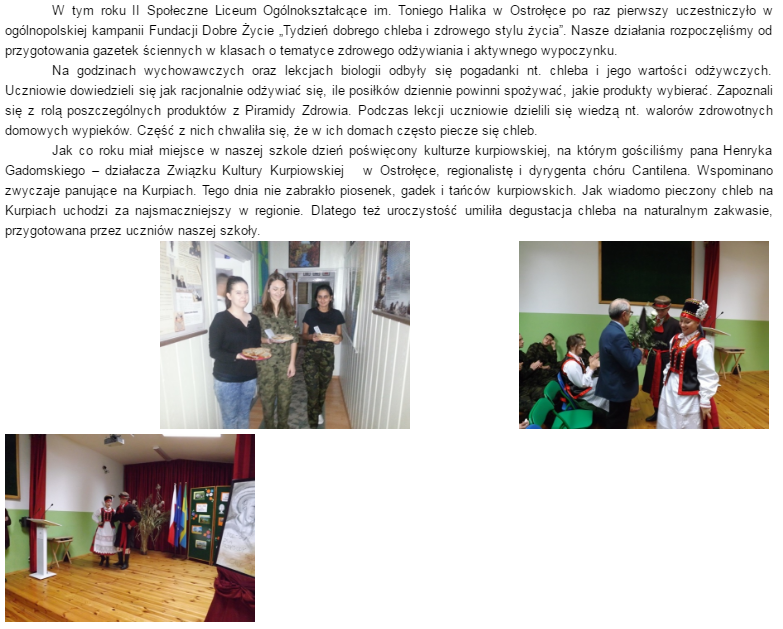 W tym roku II Społeczne Liceum Ogólnokształcące im. Toniego Halika w Ostrołęce po raz pierwszy uczestniczyło w
ogólnopolskiej kampanii Fundacji Dobre Życie „Tydzień dobrego chleba i zdrowego stylu życia”. Nasze działania rozpoczęliśmy od
przygotowania gazetek ściennych w klasach o tematyce zdrowego odżywiania i aktywnego wypoczynku.
Na godzinach wychowawczych oraz lekcjach biologii odbyły się pogadanki nt. chleba i jego wartości odżywczych.
Uczniowie dowiedzieli się jak racjonalnie odżywiać się, ile posiłków dziennie powinni spożywać, jakie produkty wybierać. Zapoznali
się z rolą poszczególnych produktów z Piramidy Zdrowia. Podczas lekcji uczniowie dzielili się wiedzą nt. walorów zdrowotnych
domowych wypieków. Część z nich chwaliła się, że w ich domach często piecze się chleb.
Jak co roku miał miejsce w naszej szkole dzień poświęcony kulturze kurpiowskiej, na którym gościliśmy pana Henryka
Gadomskiego – działacza Związku Kultury Kurpiowskiej w Ostrołęce, regionalistę i dyrygenta chóru Cantilena. Wspominano
zwyczaje panujące na Kurpiach. Tego dnia nie zabrakło piosenek, gadek i tańców kurpiowskich. Jak wiadomo pieczony chleb na
Kurpiach uchodzi za najsmaczniejszy w regionie. Dlatego też uroczystość umiliła degustacja chleba na naturalnym zakwasie,
przygotowana przez uczniów naszej szkoły.